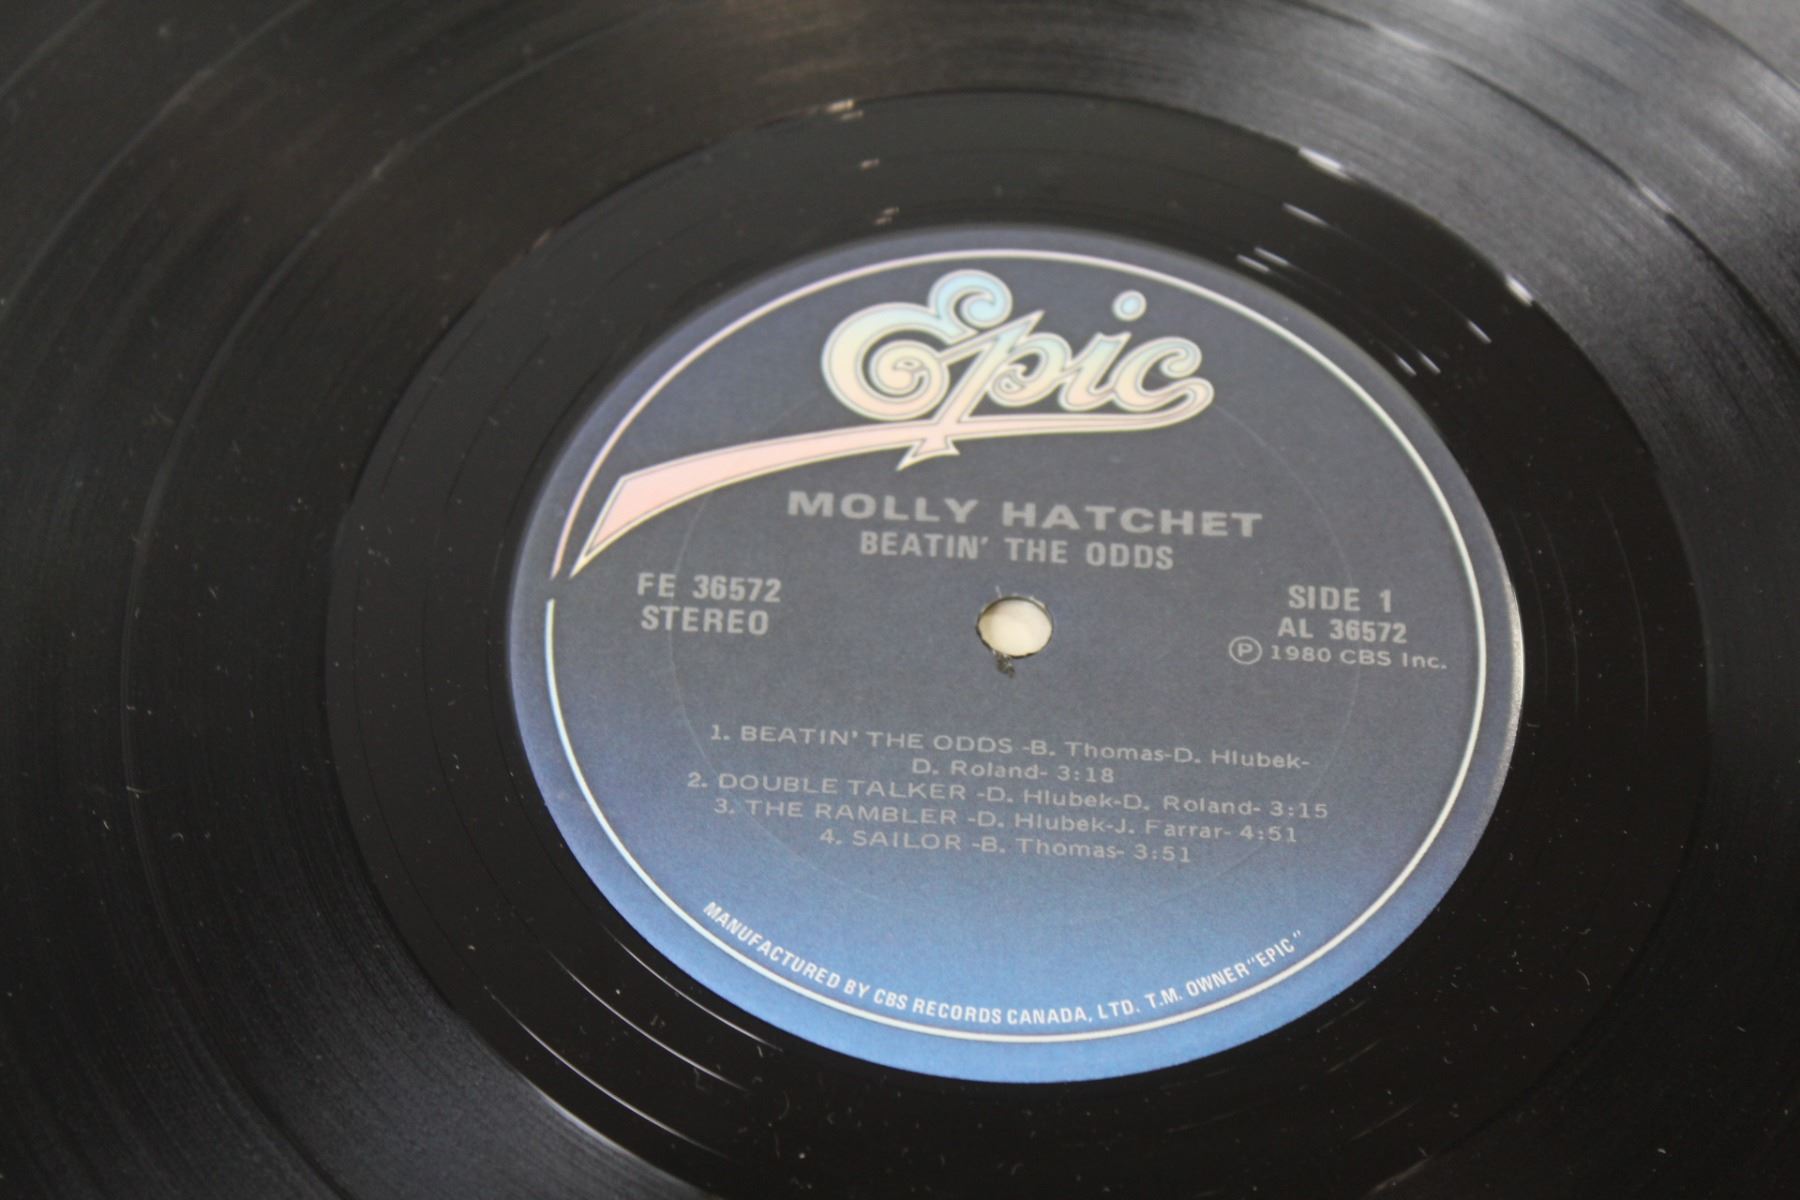 Epic
MOLLY HATCHET
BEATIN' THE ODDS
FE 36572
STEREO
SIDE 1
AL 36572
Ⓟ 1980 CBS Inc.
1. BEATIN' THE ODDS -B. Thomas-D. Hlubek-
D. Roland- 3:18
2. DOUBLE TALKER -D. Hlubek-D. Roland- 3:15
3. THE RAMBLER -D. Hlubek-J. Farrar- 4:51
4. SAILOR -B. Thomas- 3:51
MANUFACTURED BY CBS RECORDS CANADA, LTD. T.M. OWNER "EPIC"